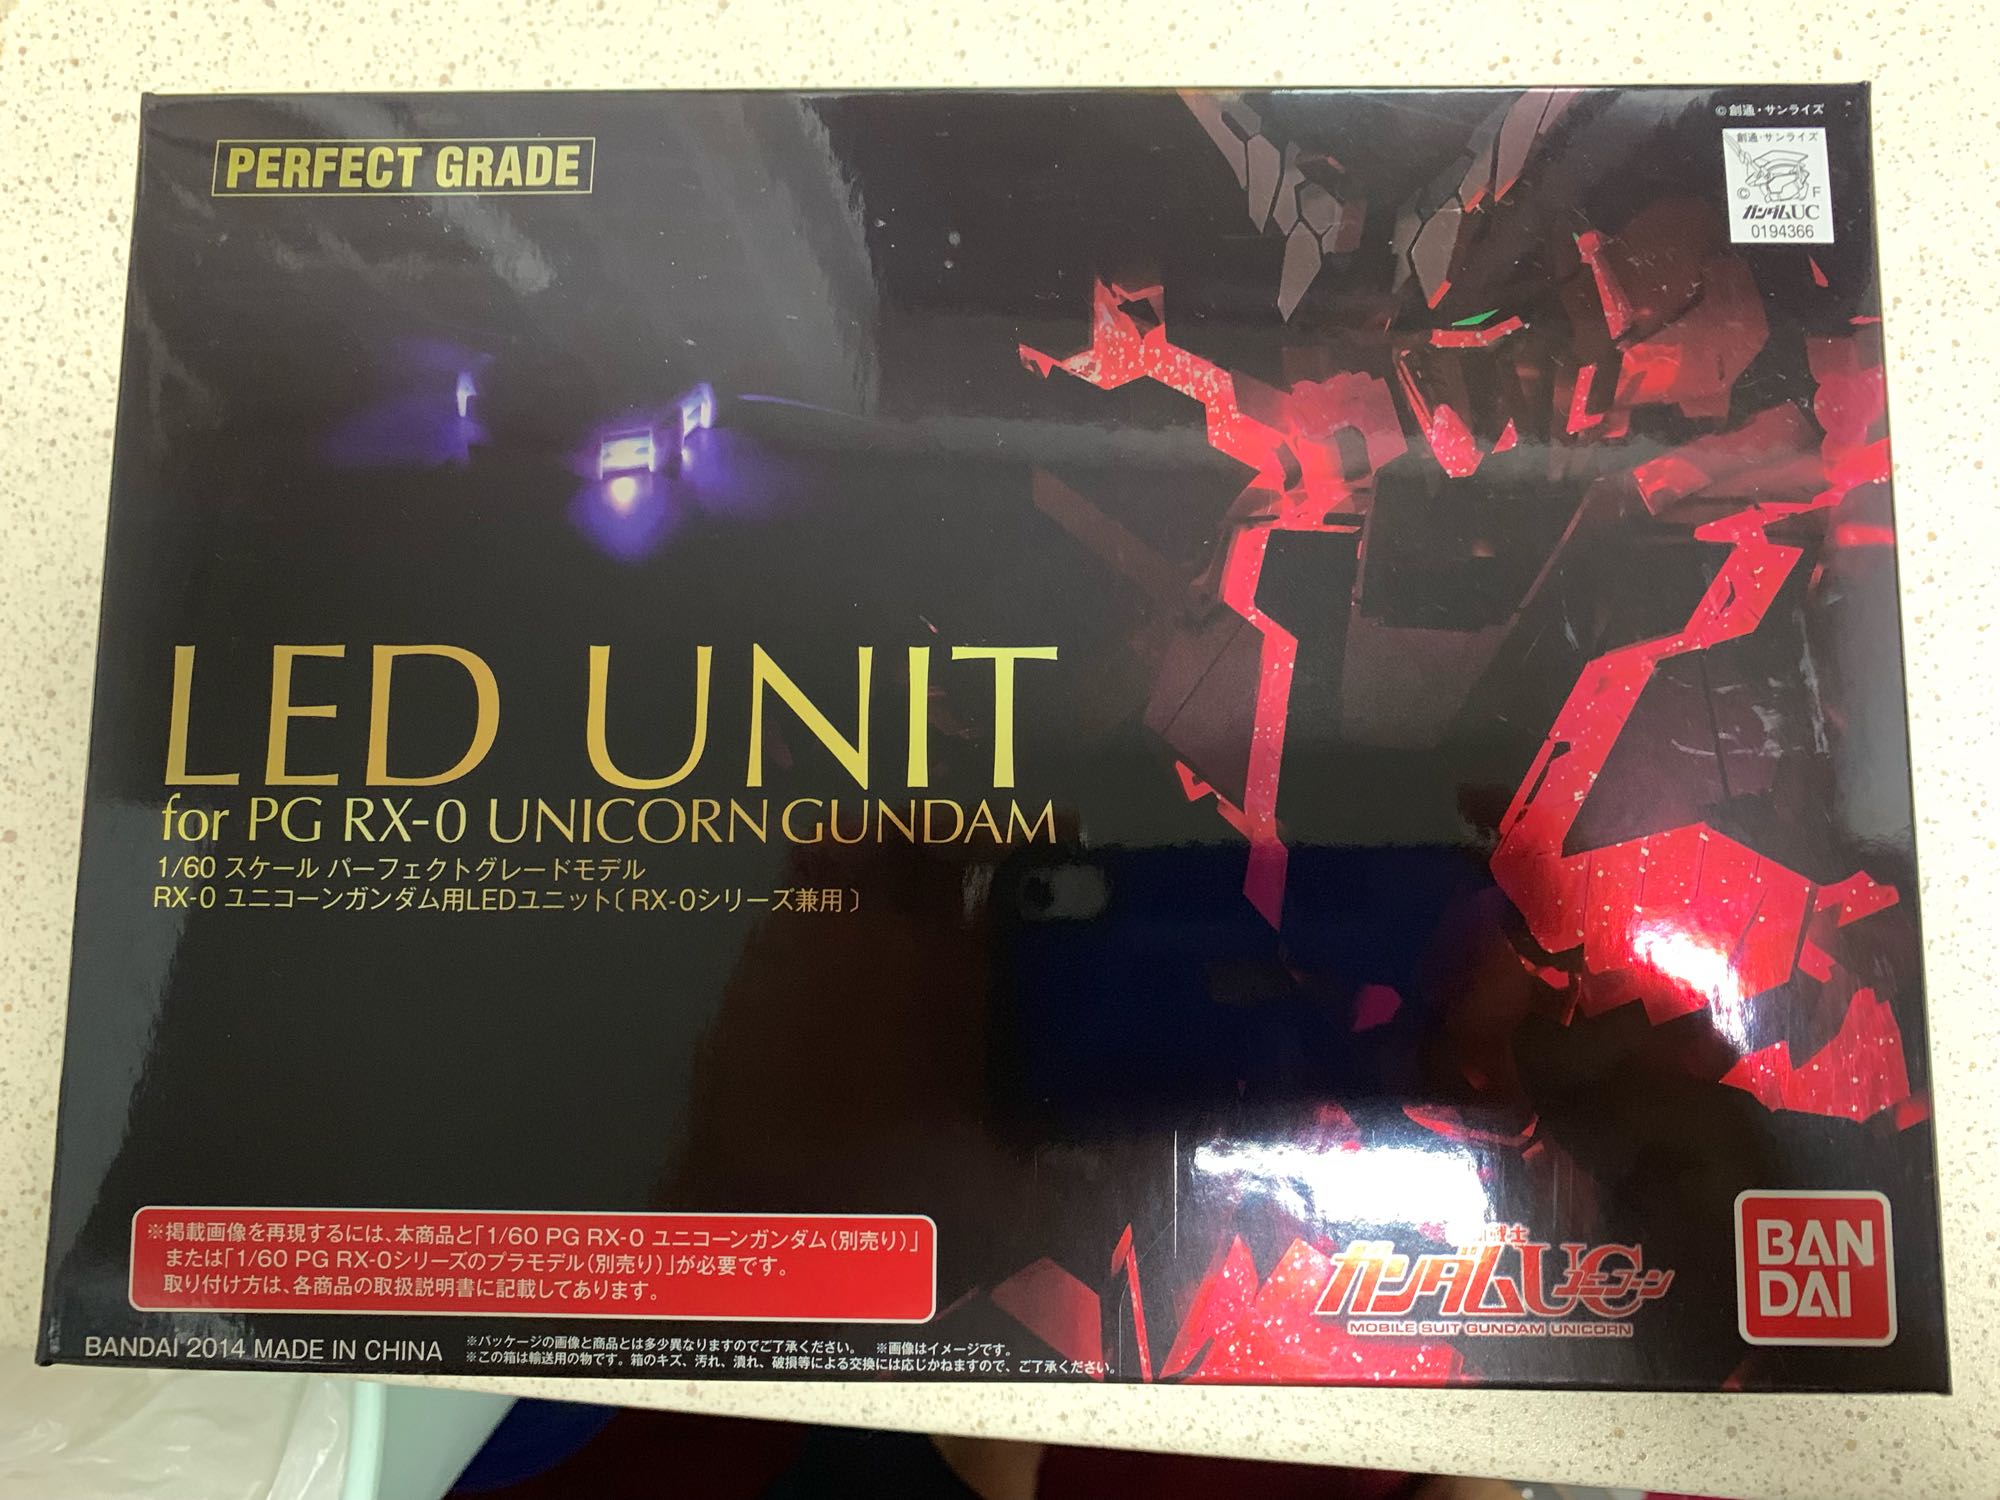 PERFECT GRADE
©創通・サンライズ
創通・サンライズ
© F
ガンダムUC
0194366
LED UNIT
for PG RX-0 UNICORN GUNDAM
1/60 スケール パーフェクトグレードモデル
RX-0 ユニコーンガンダム用LEDユニット〔RX-0シリーズ兼用〕
※掲載画像を再現するには、本商品と「1/60 PG RX-0 ユニコーンガンダム(別売り)」
または「1/60 PG RX-0シリーズのプラモデル(別売り)」が必要です。
取り付け方は、各商品の取扱説明書に記載してあります。
BANDAI 2014 MADE IN CHINA
※パッケージの画像と商品とは多少異なりますのでご了承ください。 ※画像はイメージです。
※この箱は輸送用の物です。箱のキズ、汚れ、潰れ、破損等による交換には応じかねますので、ご了承ください。
ガンダムUC
ユニコーン
MOBILE SUIT GUNDAM UNICORN
BAN
DAI